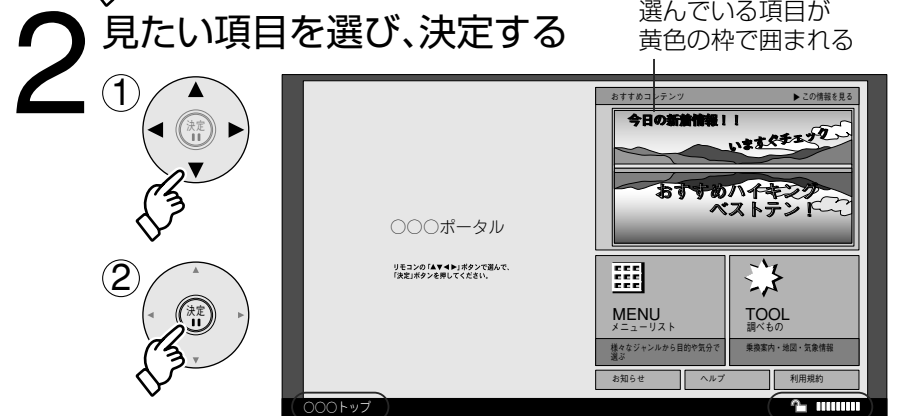 2 見たい項目を選び、決定する
選んでいる項目が
黄色の枠で囲まれる
①
決定
②
決定
○○○ポータル
リモコンの「▲▼◀▶」ボタンで選んで、
「決定」ボタンを押してください。
おすすめコンテンツ ▶この情報を見る
今日の新着情報！！
いますぐチェック
おすすめハイキング
ベストテン！
MENU
メニューリスト
様々なジャンルから目的や気分で
選ぶ
TOOL
調べもの
乗換案内・地図・気象情報
お知らせ ヘルプ 利用規約
○○○トップ